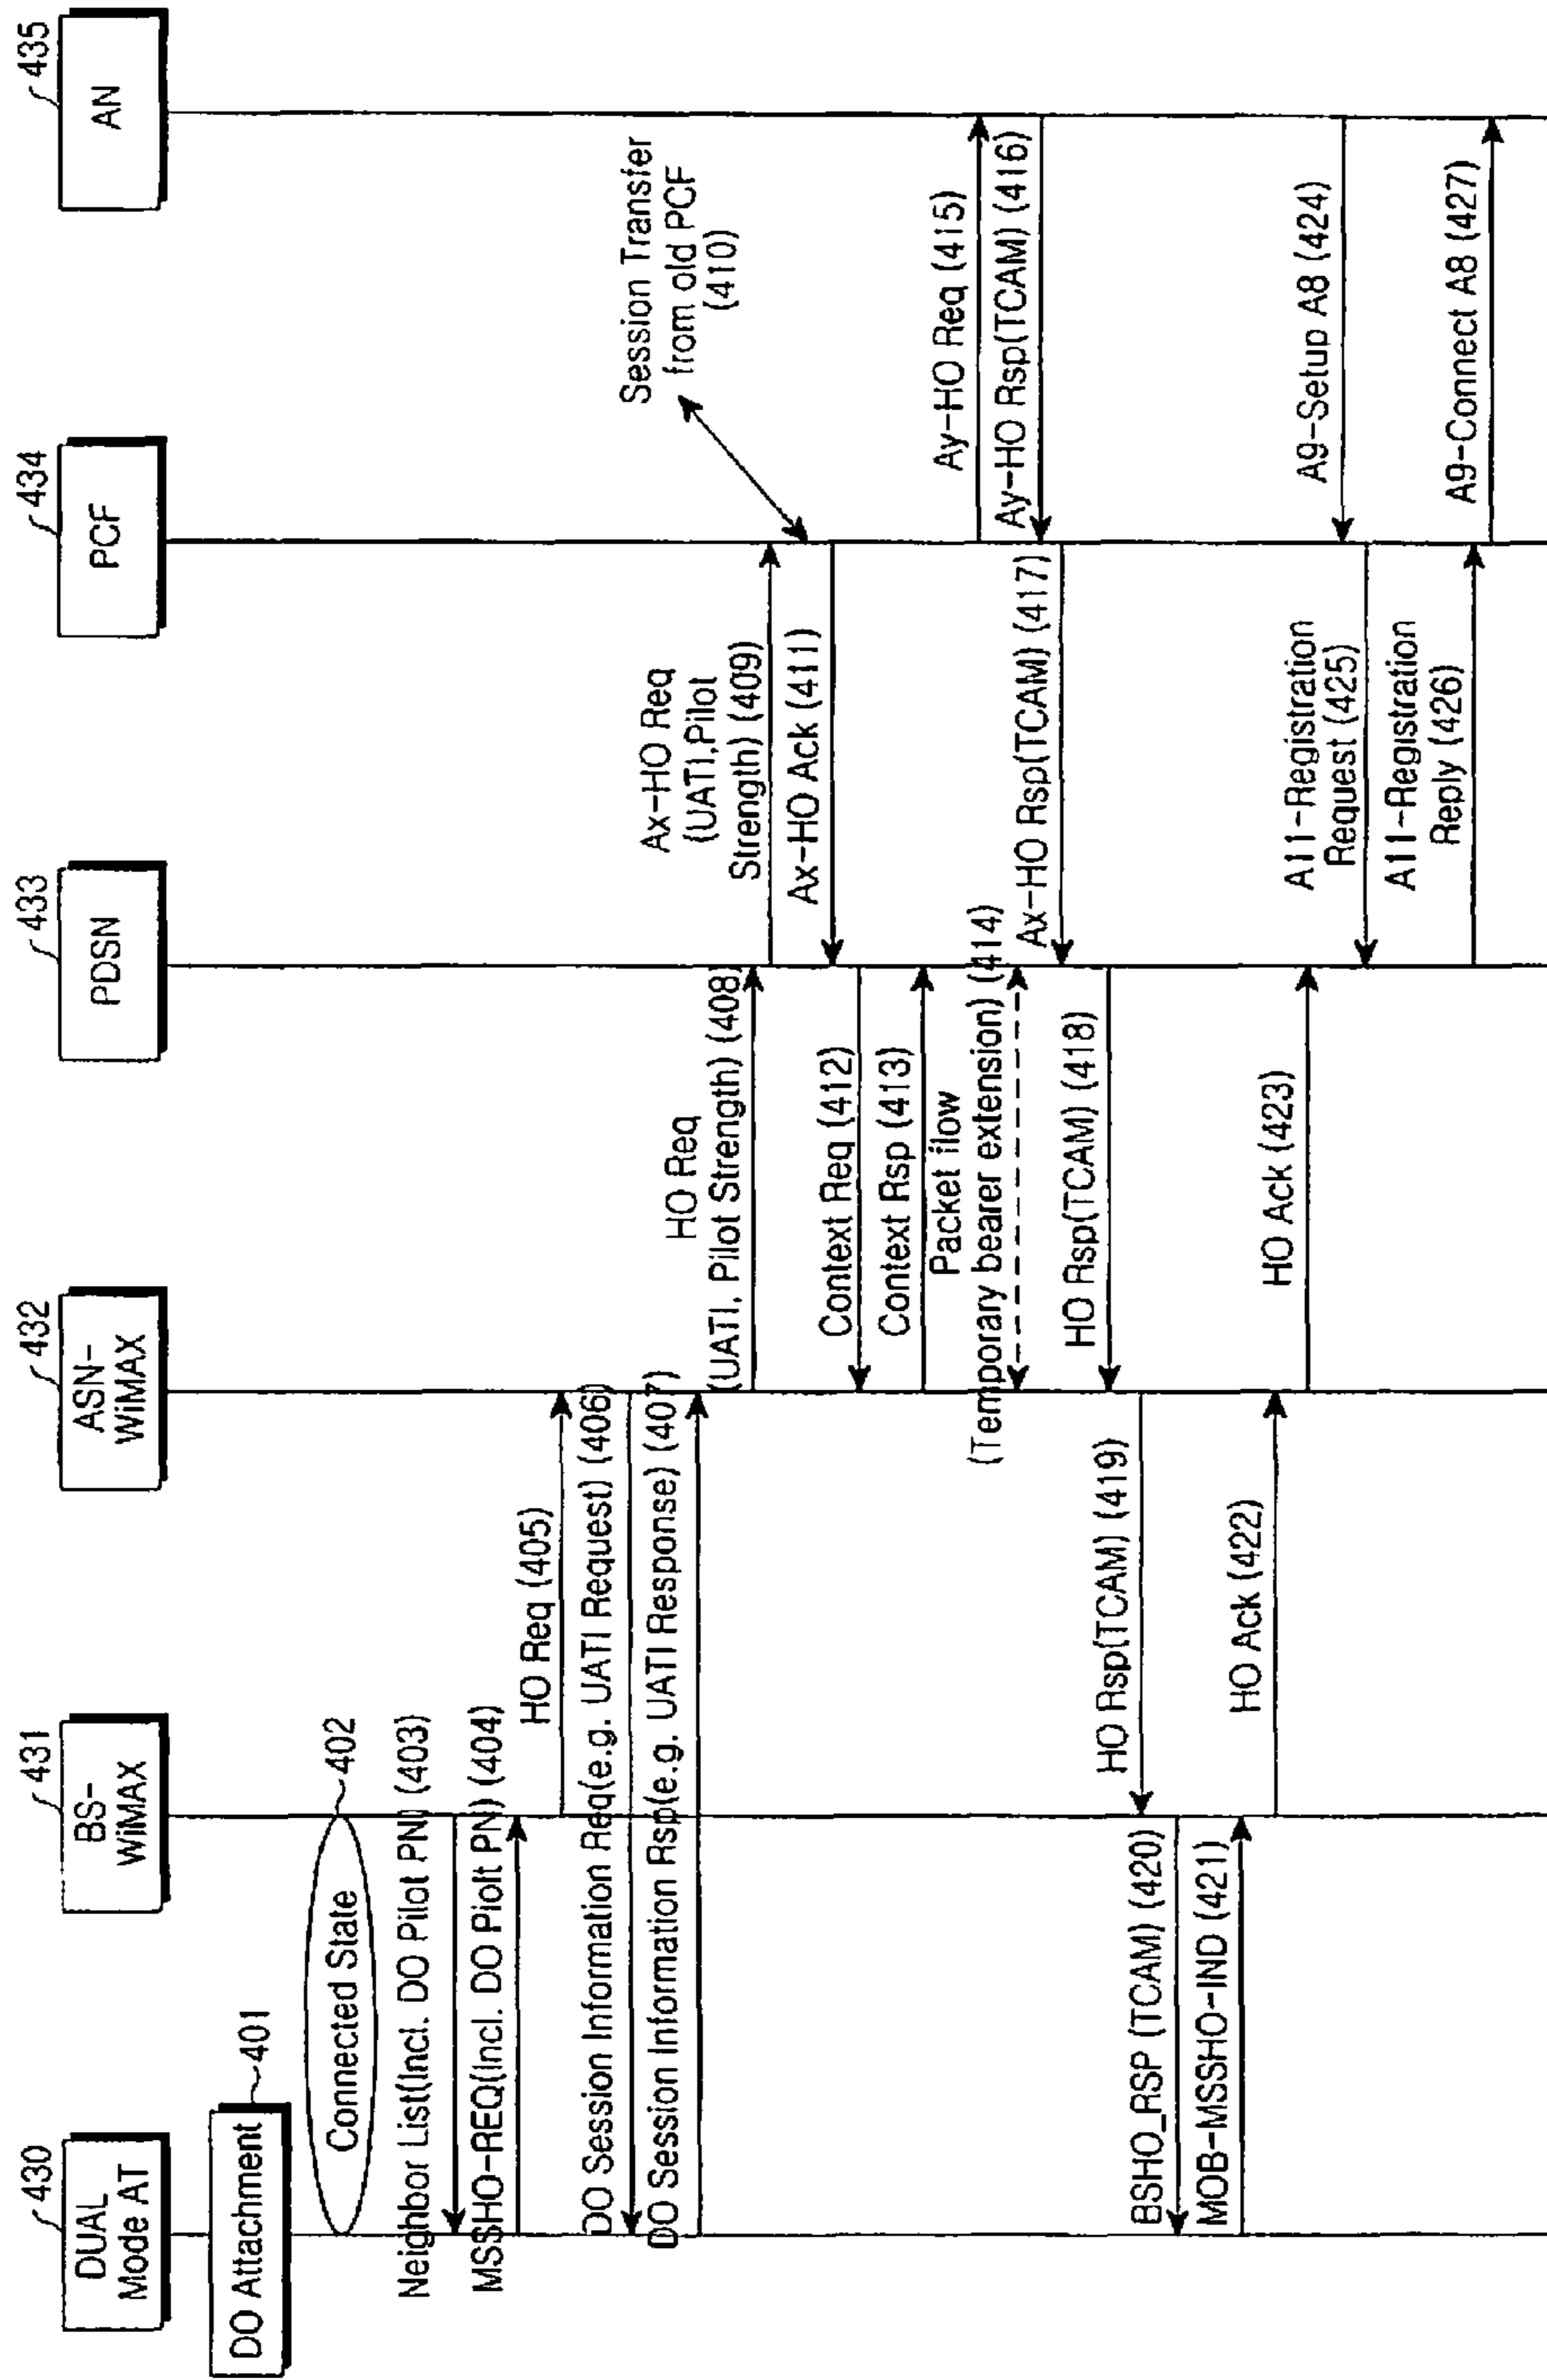 430
DUAL
Mode AT
431
BS-
WiMAX
432
ASN-
WiMAX
433
PDSN
434
PCF
435
AN
DO Attachment
401
Connected State
402
Neighbor List(Incl. DO Pilot PN) (403)
MSSHO-REQ(Incl. DO Piolt PN) (404)
HO Req (405)
DO Session Information Req(e.g. UATI Request) (406)
DO Session Information Rsp(e.g. UATI Response) (407)
HO Req
(UATI, Pilot Strength) (408)
Ax-HO Req
(UATI,Pilot
Strength) (409)
Session Transfer
from old PCF
(410)
Ax-HO Ack (411)
Context Req (412)
Context Rsp (413)
Packet flow
(Temporary bearer extension) (414)
Ay-HO Req (415)
Ay-HO Rsp(TCAM) (416)
Ax-HO Rsp(TCAM) (417)
HO Rsp(TCAM) (418)
HO Rsp(TCAM) (419)
BSHO_RSP (TCAM) (420)
MOB-MSSHO-IND (421)
HO Ack (422)
HO Ack (423)
A9-Setup A8 (424)
A11-Registration
Request (425)
A11-Registration
Reply (426)
A9-Connect A8 (427)